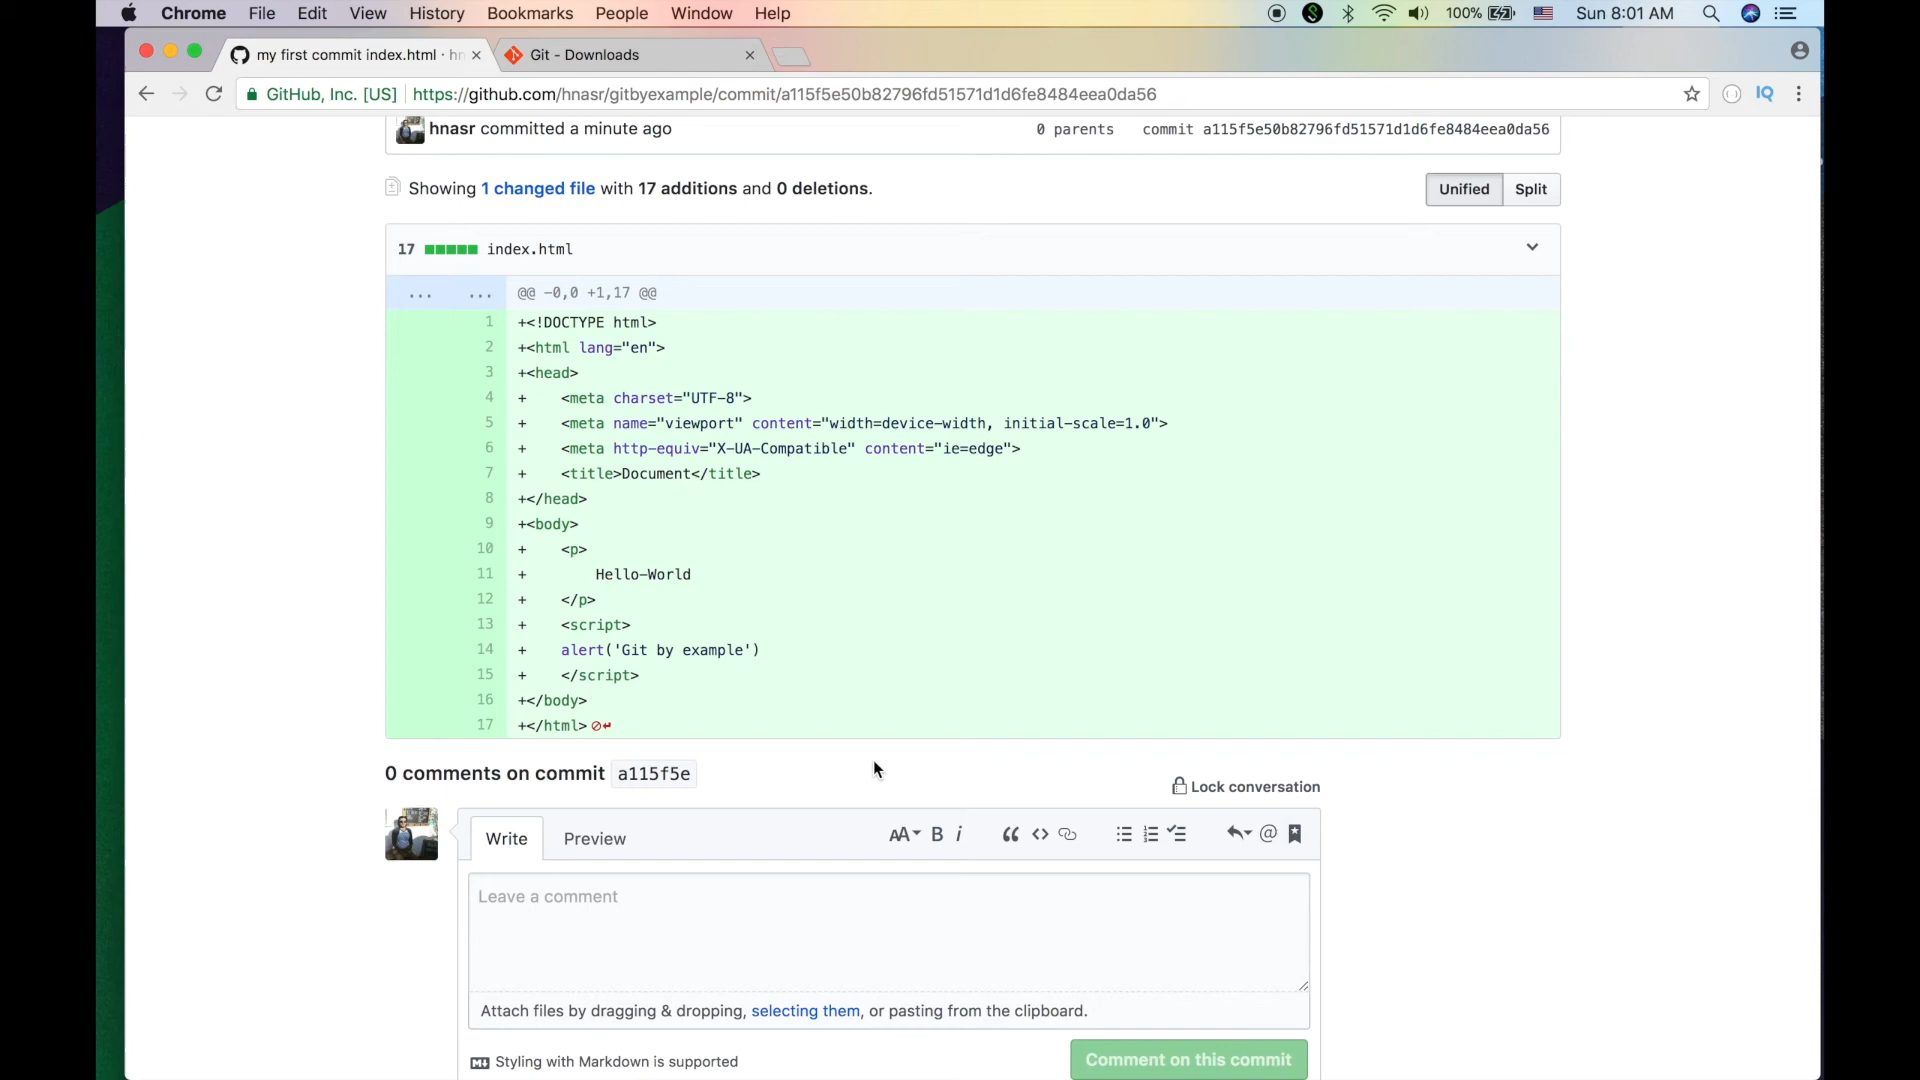 Chrome File Edit View History Bookmarks People Window Help 100% Sun 8:01 AM
my first commit index.html · hn Git - Downloads
GitHub, Inc. [US] https://github.com/hnasr/gitbyexample/commit/a115f5e50b82796fd51571d1d6fe8484eea0da56 IQ
hnasr committed a minute ago 0 parents commit a115f5e50b82796fd51571d1d6fe8484eea0da56
Showing 1 changed file with 17 additions and 0 deletions. Unified Split
17 index.html
... ... @@ -0,0 +1,17 @@
1 +<!DOCTYPE html>
2 +<html lang="en">
3 +<head>
4 + <meta charset="UTF-8">
5 + <meta name="viewport" content="width=device-width, initial-scale=1.0">
6 + <meta http-equiv="X-UA-Compatible" content="ie=edge">
7 + <title>Document</title>
8 +</head>
9 +<body>
10 + <p>
11 + Hello-World
12 + </p>
13 + <script>
14 + alert('Git by example')
15 + </script>
16 +</body>
17 +</html>
0 comments on commit a115f5e
Lock conversation
Write Preview AA B i “ <> @
Leave a comment
Attach files by dragging & dropping, selecting them, or pasting from the clipboard.
Styling with Markdown is supported Comment on this commit